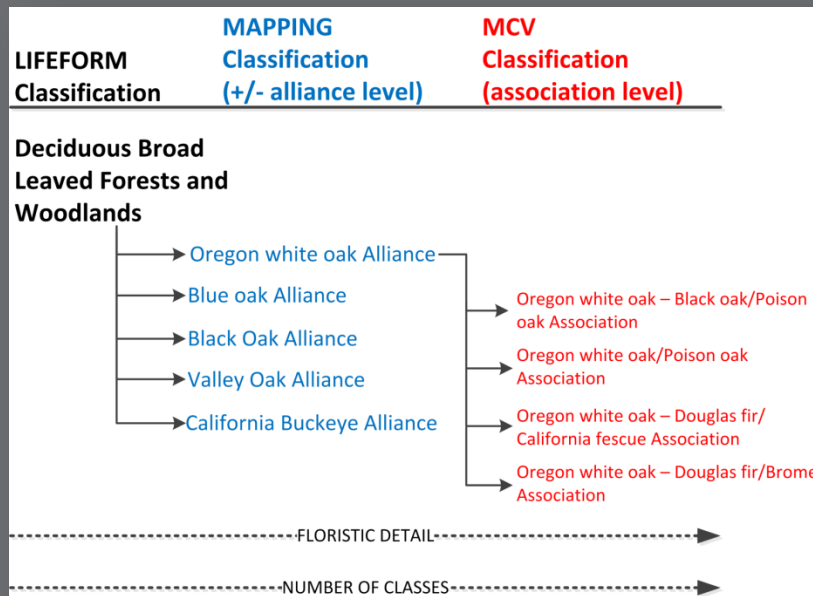 LIFEFORM
Classification
MAPPING
Classification
(+/- alliance level)
MCV
Classification
(association level)
Deciduous Broad
Leaved Forests and
Woodlands
Oregon white oak Alliance
Blue oak Alliance
Black Oak Alliance
Valley Oak Alliance
California Buckeye Alliance
Oregon white oak – Black oak/Poison
oak Association
Oregon white oak/Poison oak
Association
Oregon white oak – Douglas fir/
California fescue Association
Oregon white oak – Douglas fir/Brome
Association
FLORISTIC DETAIL
NUMBER OF CLASSES